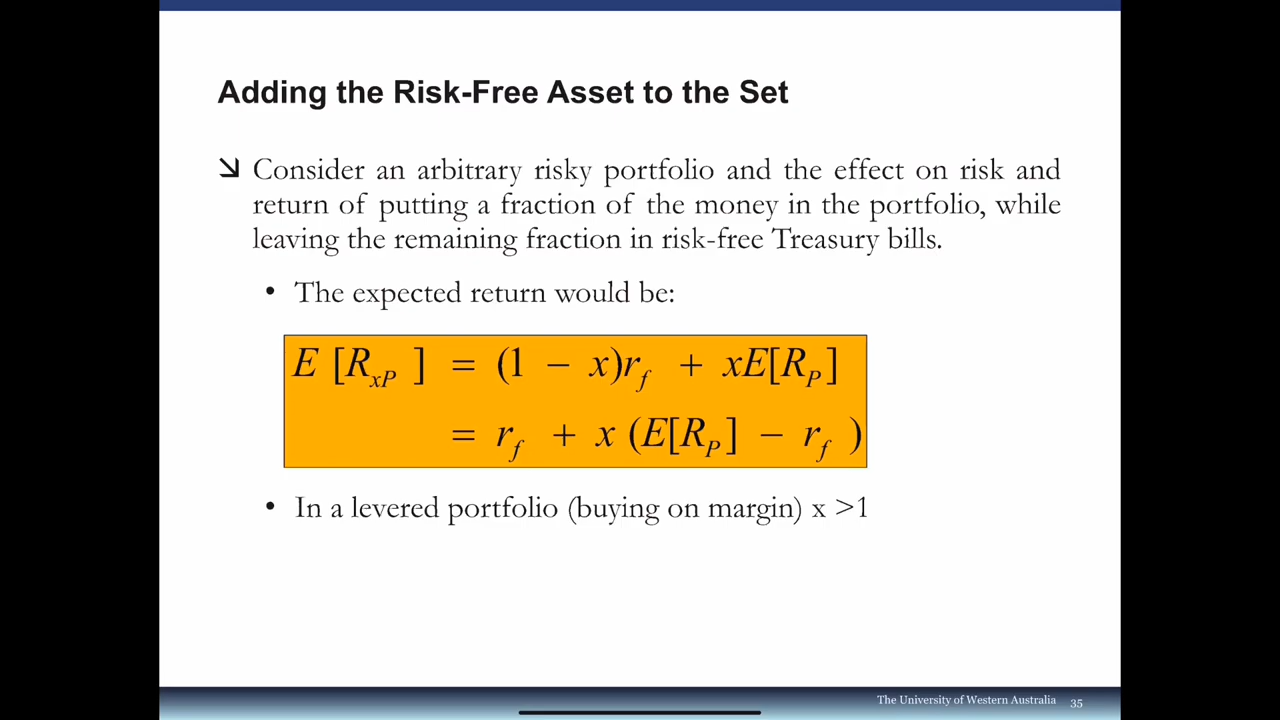 Adding the Risk-Free Asset to the Set
Consider an arbitrary risky portfolio and the effect on risk and
return of putting a fraction of the money in the portfolio, while
leaving the remaining fraction in risk-free Treasury bills.
• The expected return would be:
E [R_xP ] = (1 − x)r_f + xE[R_P]
= r_f + x (E[R_P] − r_f )
• In a levered portfolio (buying on margin) x >1
The University of Western Australia 35